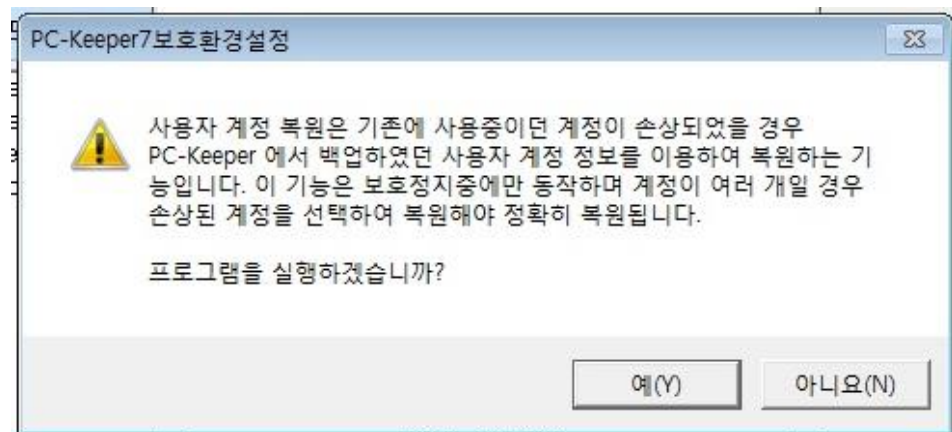 PC-Keeper7보호환경설정
사용자 계정 복원은 기존에 사용중이던 계정이 손상되었을 경우
PC-Keeper 에서 백업하였던 사용자 계정 정보를 이용하여 복원하는 기
능입니다. 이 기능은 보호정지중에만 동작하며 계정이 여러 개일 경우
손상된 계정을 선택하여 복원해야 정확히 복원됩니다.
프로그램을 실행하겠습니까?
예(Y)
아니요(N)